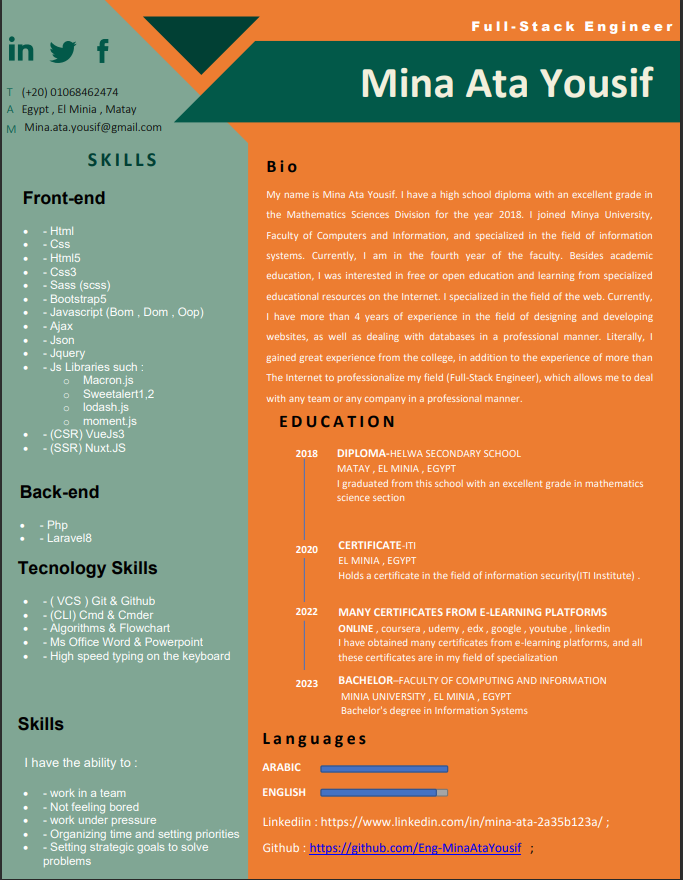 Full-Stack Engineer
Mina Ata Yousif
in
T (+20) 01068462474
A Egypt , El Minia , Matay
M Mina.ata.yousif@gmail.com
SKILLS
Front-end
- Html
- Css
- Html5
- Css3
- Sass (scss)
- Bootstrap5
- Javascript (Bom , Dom , Oop)
- Ajax
- Json
- Jquery
- Js Libraries such :
Macron.js
Sweetalert1,2
lodash.js
moment.js
- (CSR) VueJs3
- (SSR) Nuxt.JS
Back-end
- Php
- Laravel8
Tecnology Skills
- ( VCS ) Git & Github
- (CLI) Cmd & Cmder
- Algorithms & Flowchart
- Ms Office Word & Powerpoint
- High speed typing on the keyboard
Skills
I have the ability to :
- work in a team
- Not feeling bored
- work under pressure
- Organizing time and setting priorities
- Setting strategic goals to solve
problems
Bio
My name is Mina Ata Yousif. I have a high school diploma with an excellent grade in
the Mathematics Sciences Division for the year 2018. I joined Minya University,
Faculty of Computers and Information, and specialized in the field of information
systems. Currently, I am in the fourth year of the faculty. Besides academic
education, I was interested in free or open education and learning from specialized
educational resources on the Internet. I specialized in the field of the web. Currently,
I have more than 4 years of experience in the field of designing and developing
websites, as well as dealing with databases in a professional manner. Literally, I
gained great experience from the college, in addition to the experience of more than
The Internet to professionalize my field (Full-Stack Engineer), which allows me to deal
with any team or any company in a professional manner.
EDUCATION
2018 DIPLOMA-HELWA SECONDARY SCHOOL
MATAY , EL MINIA , EGYPT
I graduated from this school with an excellent grade in mathematics
science section
2020 CERTIFICATE-ITI
EL MINIA , EGYPT
Holds a certificate in the field of information security(ITI Institute) .
2022 MANY CERTIFICATES FROM E-LEARNING PLATFORMS
ONLINE , coursera , udemy , edx , google , youtube , linkedin
I have obtained many certificates from e-learning platforms, and all
these certificates are in my field of specialization
2023 BACHELOR–FACULTY OF COMPUTING AND INFORMATION
MINIA UNIVERSITY , EL MINIA , EGYPT
Bachelor's degree in Information Systems
Languages
ARABIC
ENGLISH
Linkediin : https://www.linkedin.com/in/mina-ata-2a35b123a/ ;
Github : https://github.com/Eng-MinaAtaYousif ;